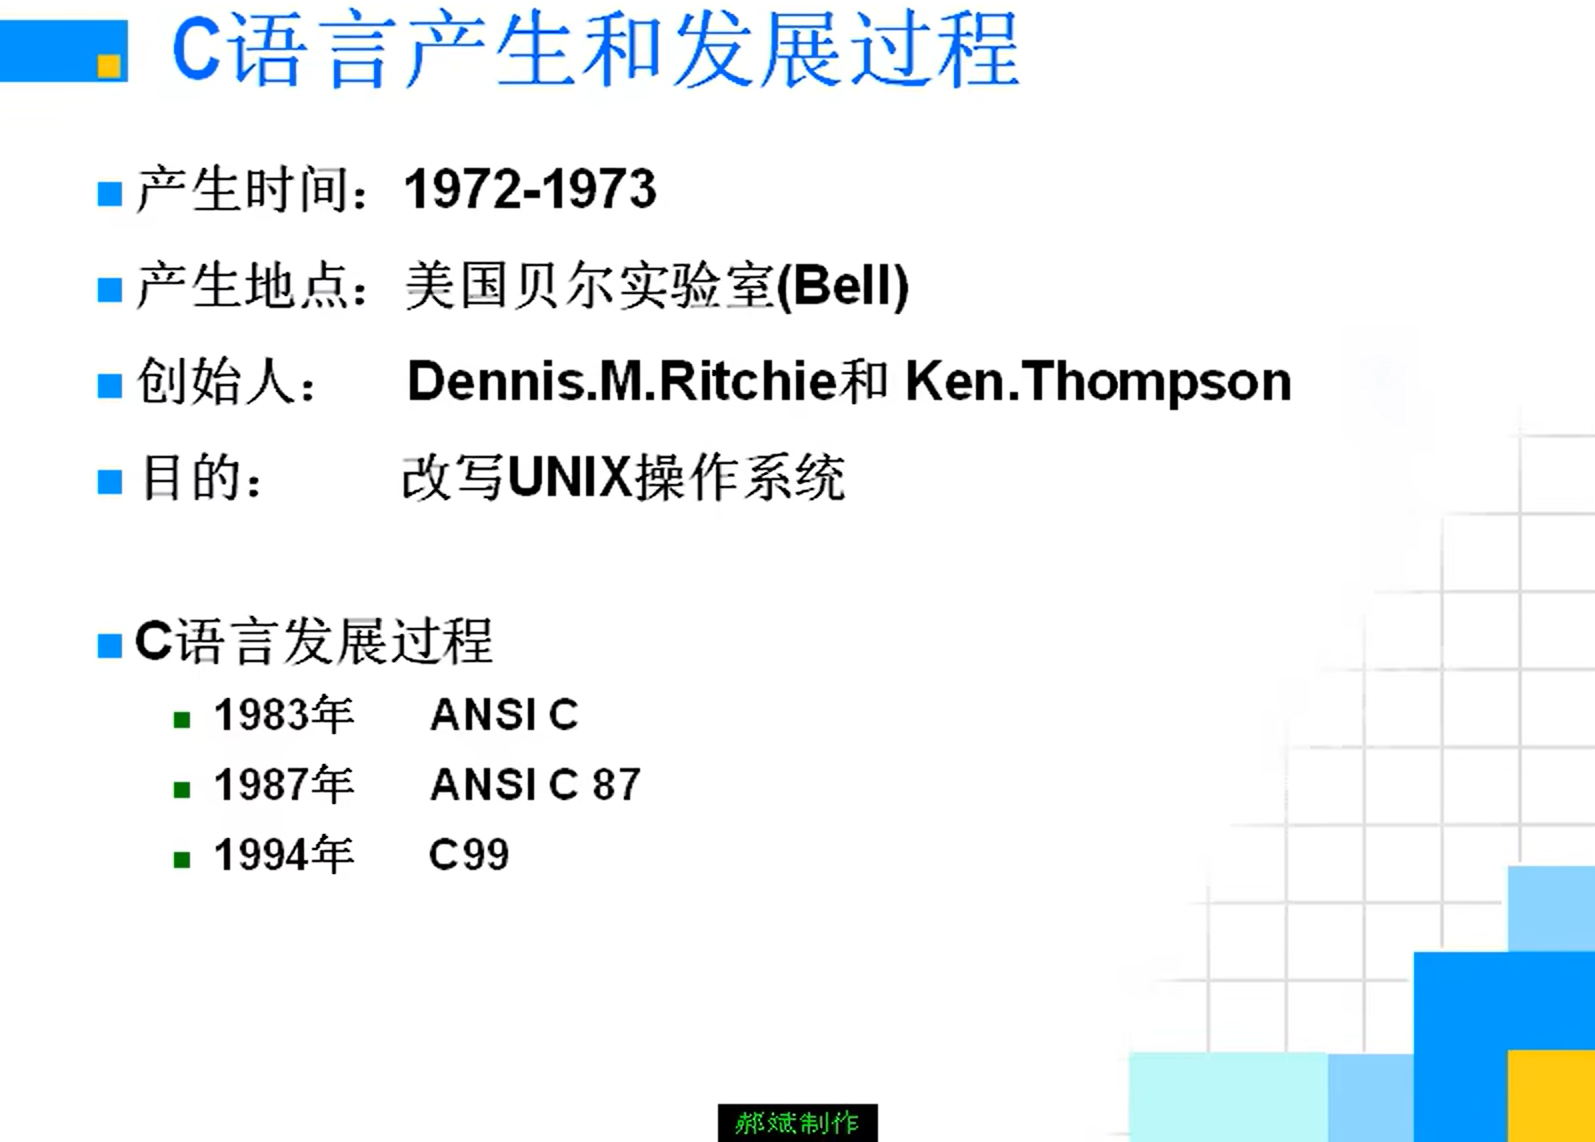 C语言产生和发展过程
产生时间：1972-1973
产生地点：美国贝尔实验室(Bell)
创始人： Dennis.M.Ritchie和 Ken.Thompson
目的： 改写UNIX操作系统
C语言发展过程
1983年 ANSI C
1987年 ANSI C 87
1994年 C99
郝斌制作